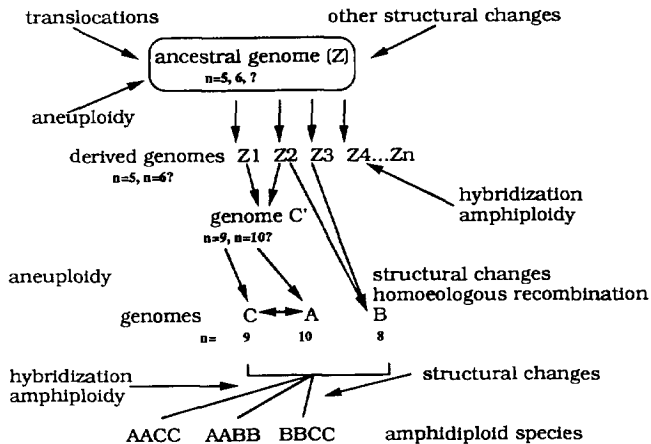 translocations
other structural changes
ancestral genome (Z)
n=5, 6, ?
aneuploidy
derived genomes Z1 Z2 Z3 Z4...Zn
n=5, n=6?
hybridization
amphiploidy
genome C'
n=9, n=10?
aneuploidy
structural changes
homoeologous recombination
genomes C A B
n= 9 10 8
hybridization
amphiploidy
structural changes
AACC AABB BBCC amphidiploid species